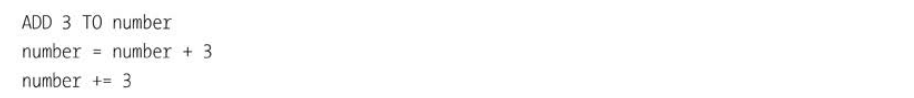 ADD 3 TO number
number = number + 3
number += 3